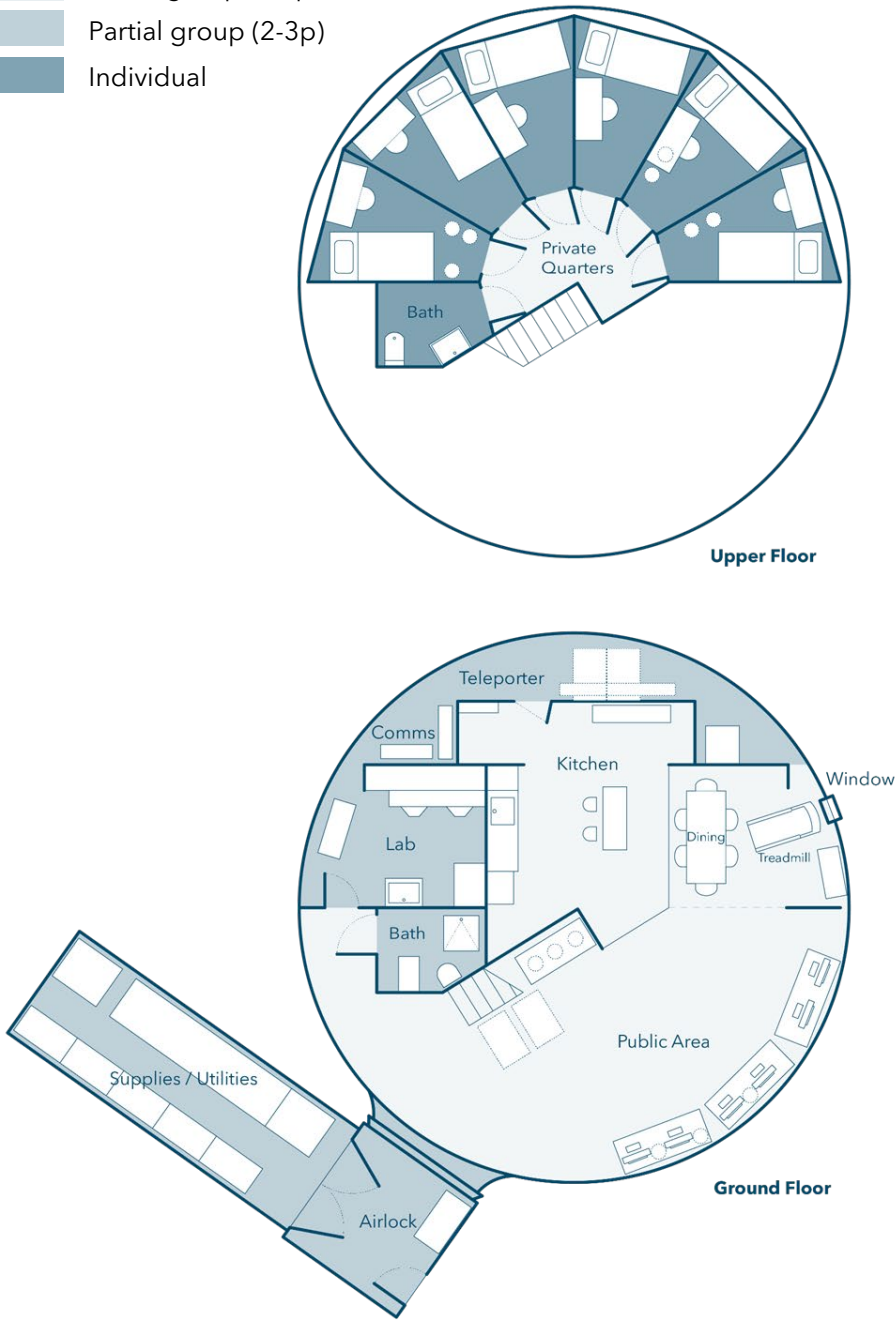 Partial group (2-3p)
Individual
Private
Quarters
Bath
Upper Floor
Teleporter
Comms
Kitchen
Window
Dining
Treadmill
Lab
Bath
Public Area
Supplies / Utilities
Airlock
Ground Floor